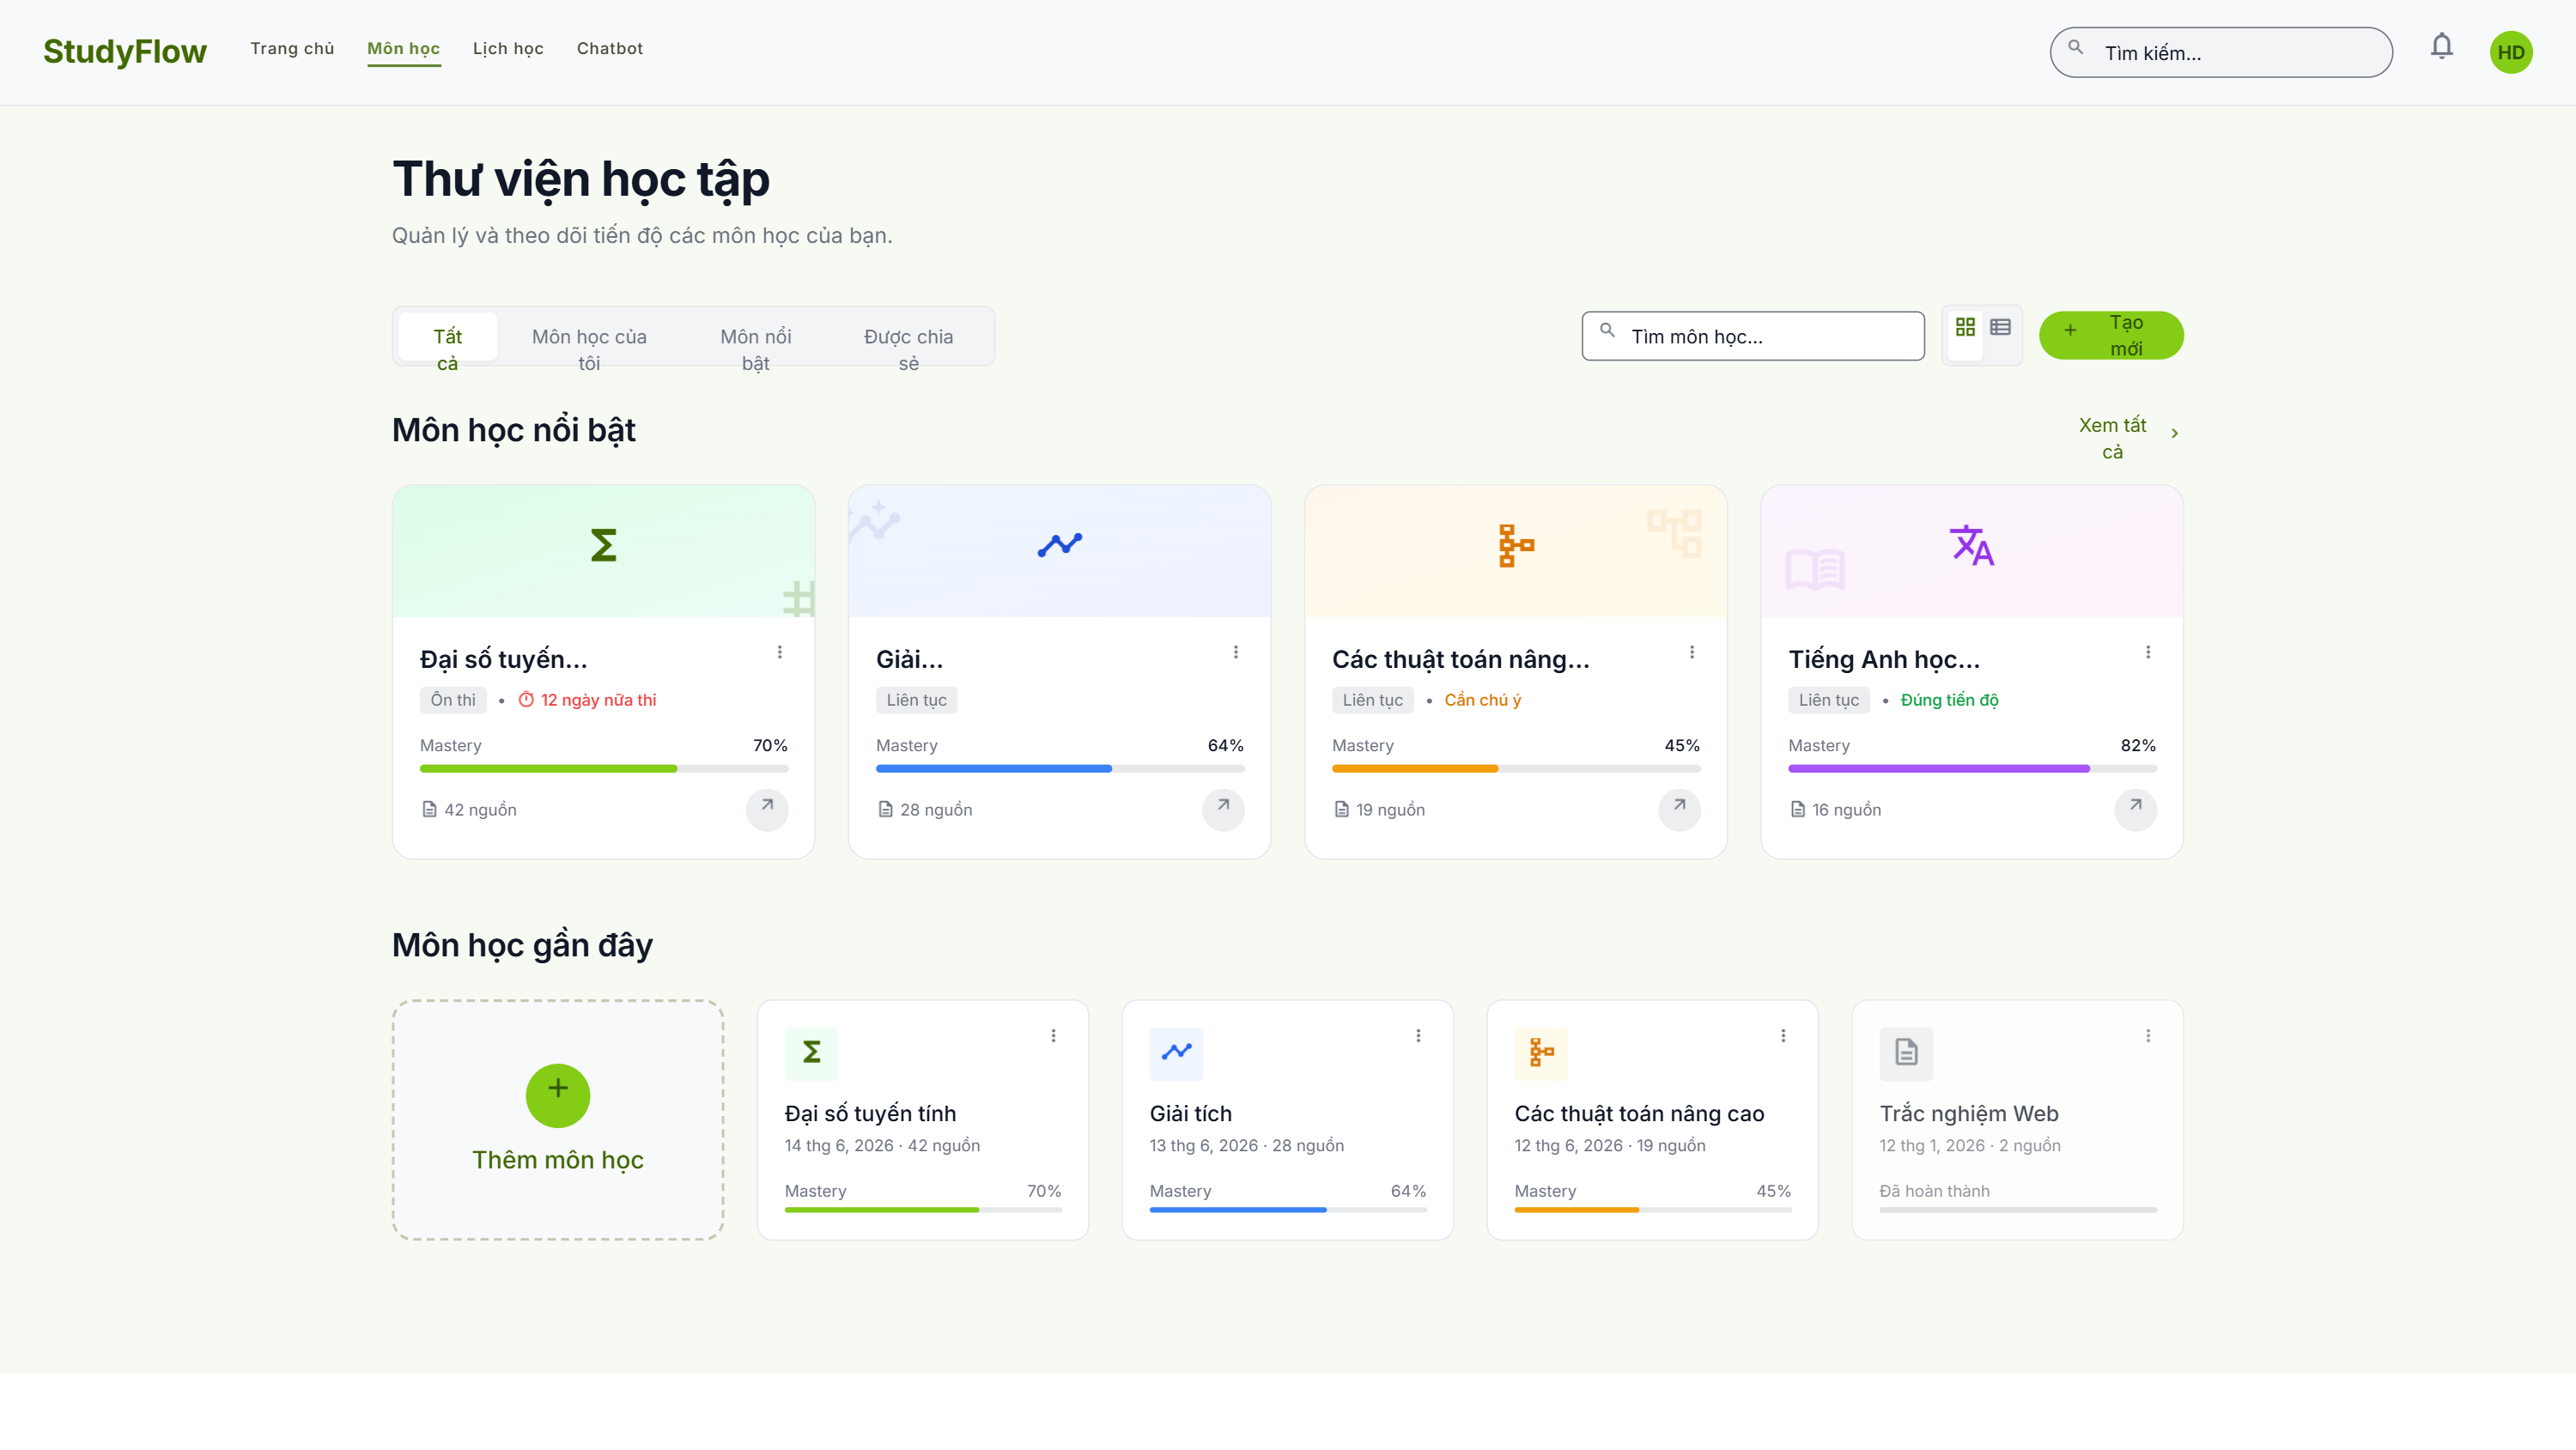 StudyFlow
Trang chủ
Môn học
Lịch học
Chatbot
Tìm kiếm...
HD
Thư viện học tập
Quản lý và theo dõi tiến độ các môn học của bạn.
Tất
cả
Môn học của
tôi
Môn nổi
bật
Được chia
sẻ
Tìm môn học...
Tạo
mới
Môn học nổi bật
Xem tất
cả
Đại số tuyến...
Ôn thi • 12 ngày nữa thi
Mastery 70%
42 nguồn
Giải...
Liên tục
Mastery 64%
28 nguồn
Các thuật toán nâng...
Liên tục • Cần chú ý
Mastery 45%
19 nguồn
Tiếng Anh học...
Liên tục • Đúng tiến độ
Mastery 82%
16 nguồn
Môn học gần đây
Thêm môn học
Đại số tuyến tính
14 thg 6, 2026 · 42 nguồn
Mastery 70%
Giải tích
13 thg 6, 2026 · 28 nguồn
Mastery 64%
Các thuật toán nâng cao
12 thg 6, 2026 · 19 nguồn
Mastery 45%
Trắc nghiệm Web
12 thg 1, 2026 · 2 nguồn
Đã hoàn thành